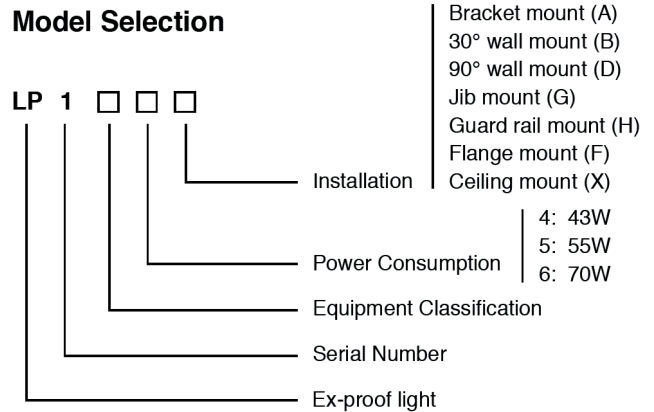 Model Selection
LP 1 □ □ □
Bracket mount (A)
30° wall mount (B)
90° wall mount (D)
Jib mount (G)
Guard rail mount (H)
Flange mount (F)
Installation
Ceiling mount (X)
4: 43W
5: 55W
Power Consumption
6: 70W
Equipment Classification
Serial Number
Ex-proof light